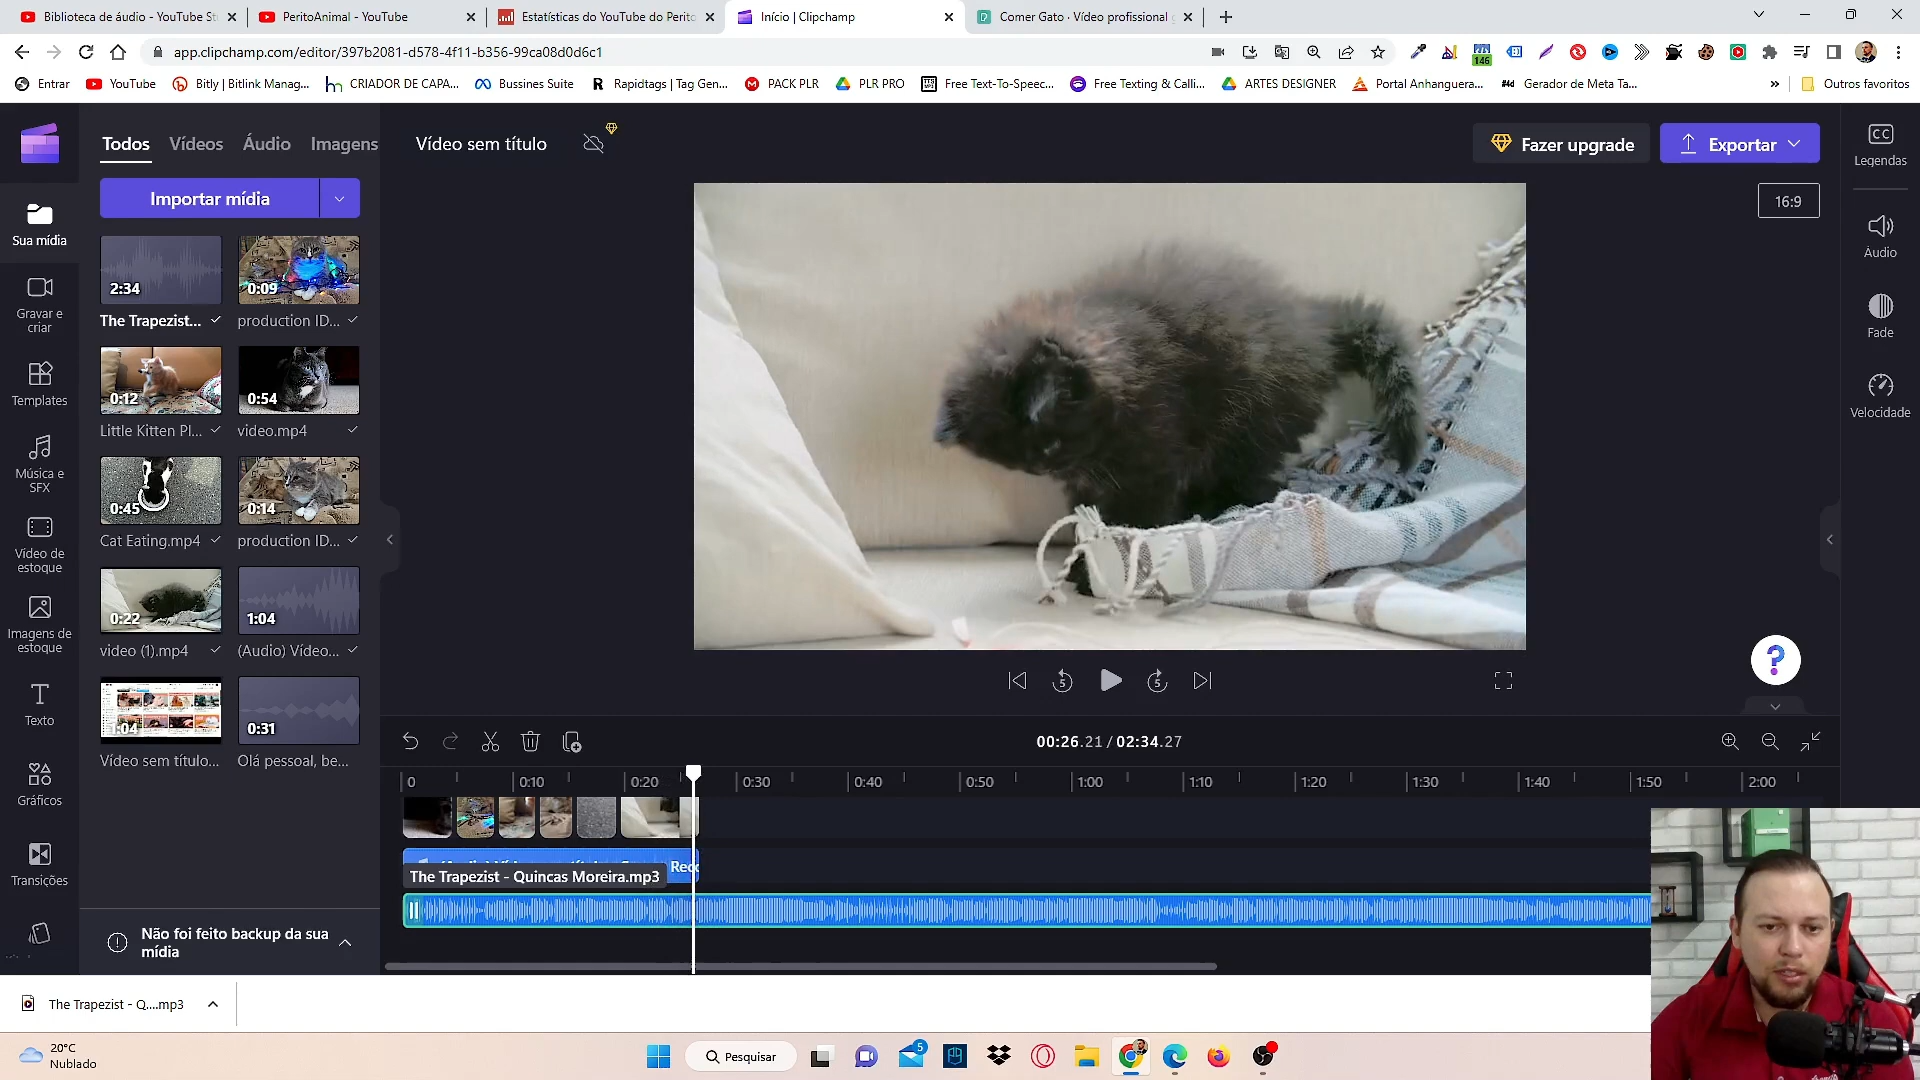 Biblioteca de áudio - YouTube St
PeritoAnimal - YouTube
Estatísticas do YouTube do Perito
Início | Clipchamp
Comer Gato · Vídeo profissional
app.clipchamp.com/editor/397b2081-d578-4f11-b356-99ca08d0d6c1
146
Entrar
YouTube
Bitly | Bitlink Manag...
CRIADOR DE CAPA...
Bussines Suite
Rapidtags | Tag Gen...
PACK PLR
PLR PRO
Free Text-To-Speec...
Free Texting & Calli...
ARTES DESIGNER
Portal Anhanguera...
Gerador de Meta Ta...
»
Outros favoritos
Todos
Vídeos
Áudio
Imagens
Vídeo sem título
Fazer upgrade
Exportar
CC
Legendas
Importar mídia
16:9
Sua mídia
Áudio
2:34
0:09
The Trapezist...
production ID...
Gravar e
criar
Fade
0:12
0:54
Little Kitten Pl...
video.mp4
Templates
Velocidade
0:45
0:14
Cat Eating.mp4
production ID...
Música e
SFX
Vídeo de
estoque
0:22
1:04
video (1).mp4
(Audio) Vídeo...
Imagens de
estoque
1:04
0:31
Vídeo sem título...
Olá pessoal, be...
Texto
5
5
?
00:26.21 / 02:34.27
Gráficos
0
0:10
0:20
0:30
0:40
0:50
1:00
1:10
1:20
1:30
1:40
1:50
2:00
The Trapezist - Quincas Moreira.mp3
Transições
Não foi feito backup da sua
mídia
The Trapezist - Q....mp3
20°C
Nublado
Pesquisar
5